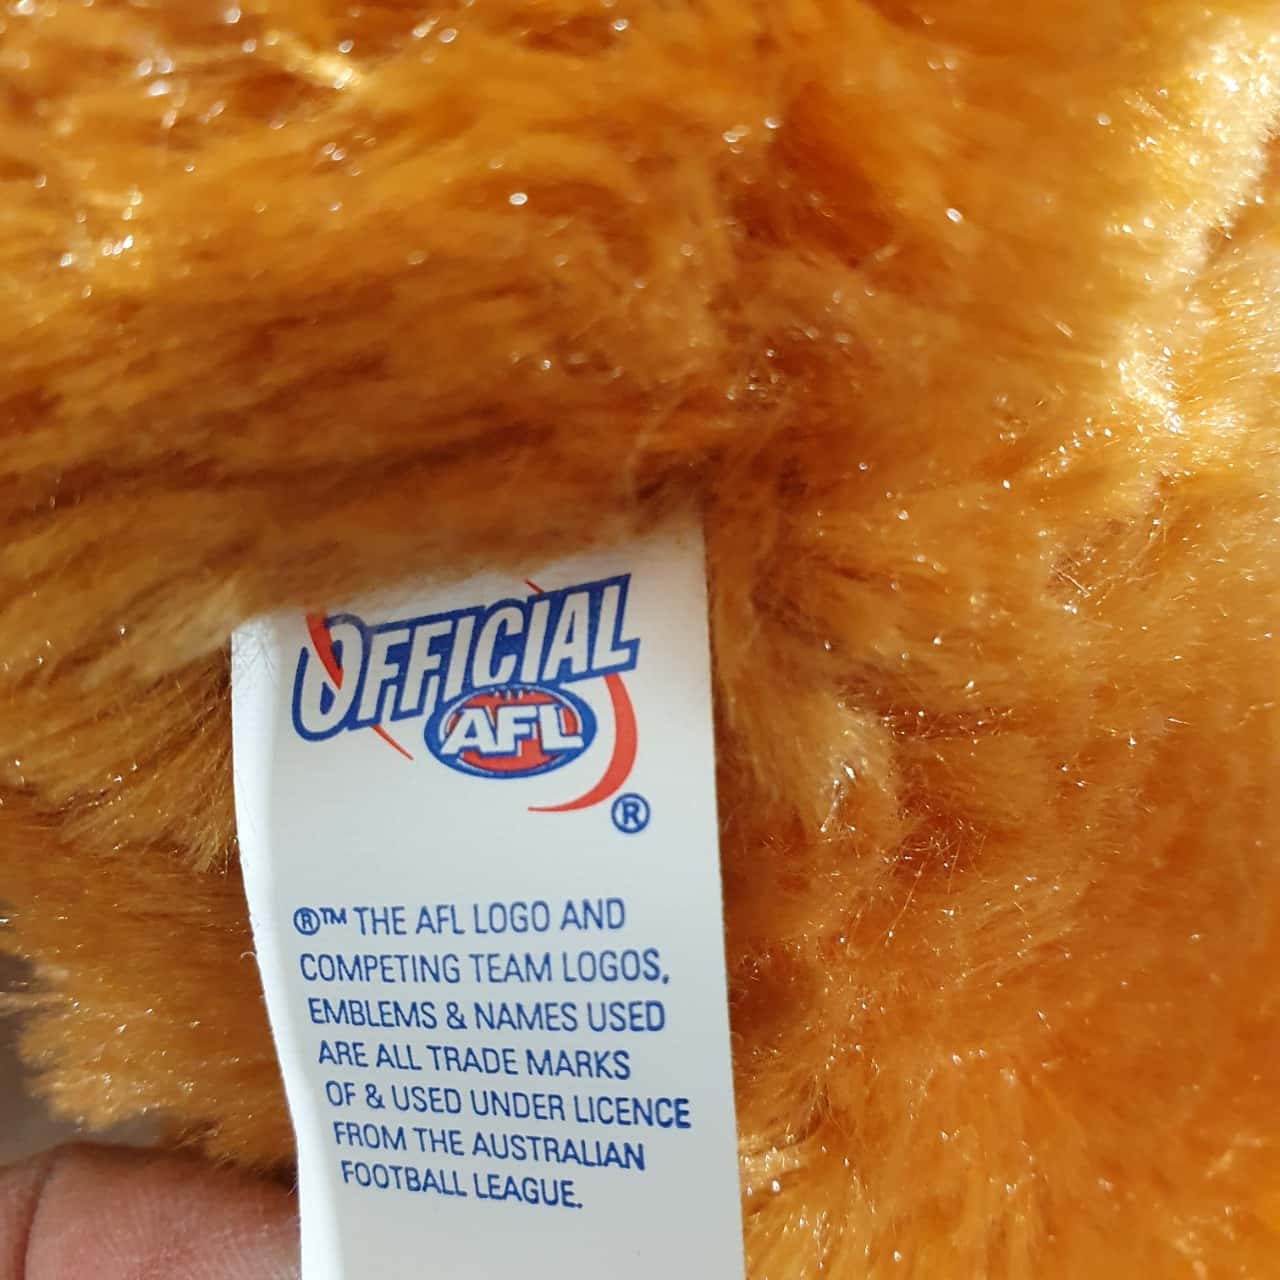 OFFICIAL
AFL
®
®™ THE AFL LOGO AND
COMPETING TEAM LOGOS,
EMBLEMS & NAMES USED
ARE ALL TRADE MARKS
OF & USED UNDER LICENCE
FROM THE AUSTRALIAN
FOOTBALL LEAGUE.